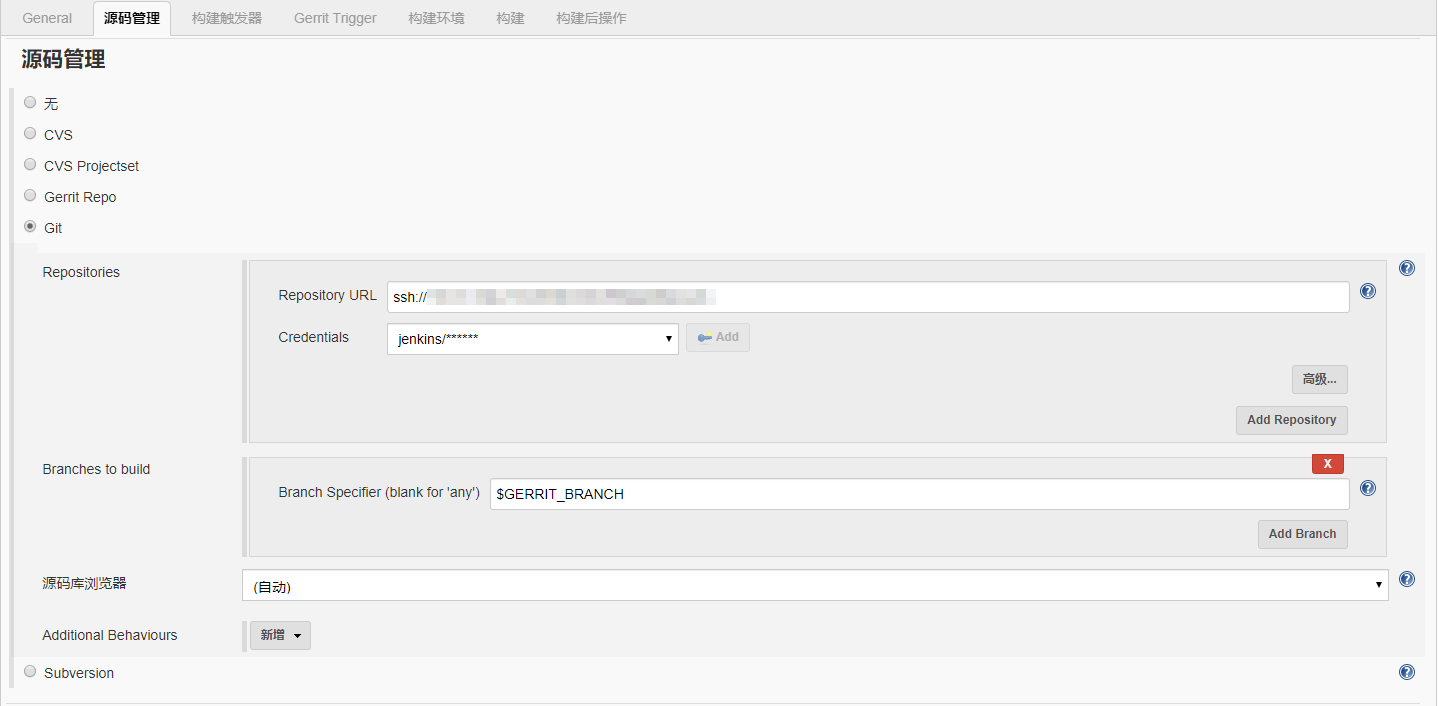 General 源码管理 构建触发器 Gerrit Trigger 构建环境 构建 构建后操作
源码管理
无
CVS
CVS Projectset
Gerrit Repo
Git
Repositories
Repository URL ssh://
Credentials jenkins/****** Add
高级...
Add Repository
Branches to build
X
Branch Specifier (blank for 'any') $GERRIT_BRANCH
Add Branch
源码库浏览器 (自动)
Additional Behaviours 新增
Subversion